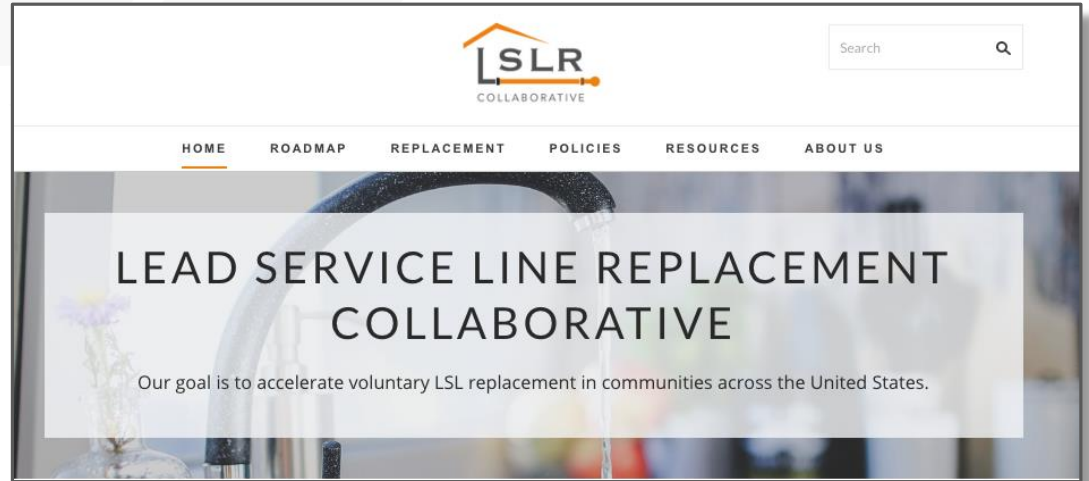 LSLR
COLLABORATIVE
Search
HOME ROADMAP REPLACEMENT POLICIES RESOURCES ABOUT US
LEAD SERVICE LINE REPLACEMENT
COLLABORATIVE
Our goal is to accelerate voluntary LSL replacement in communities across the United States.